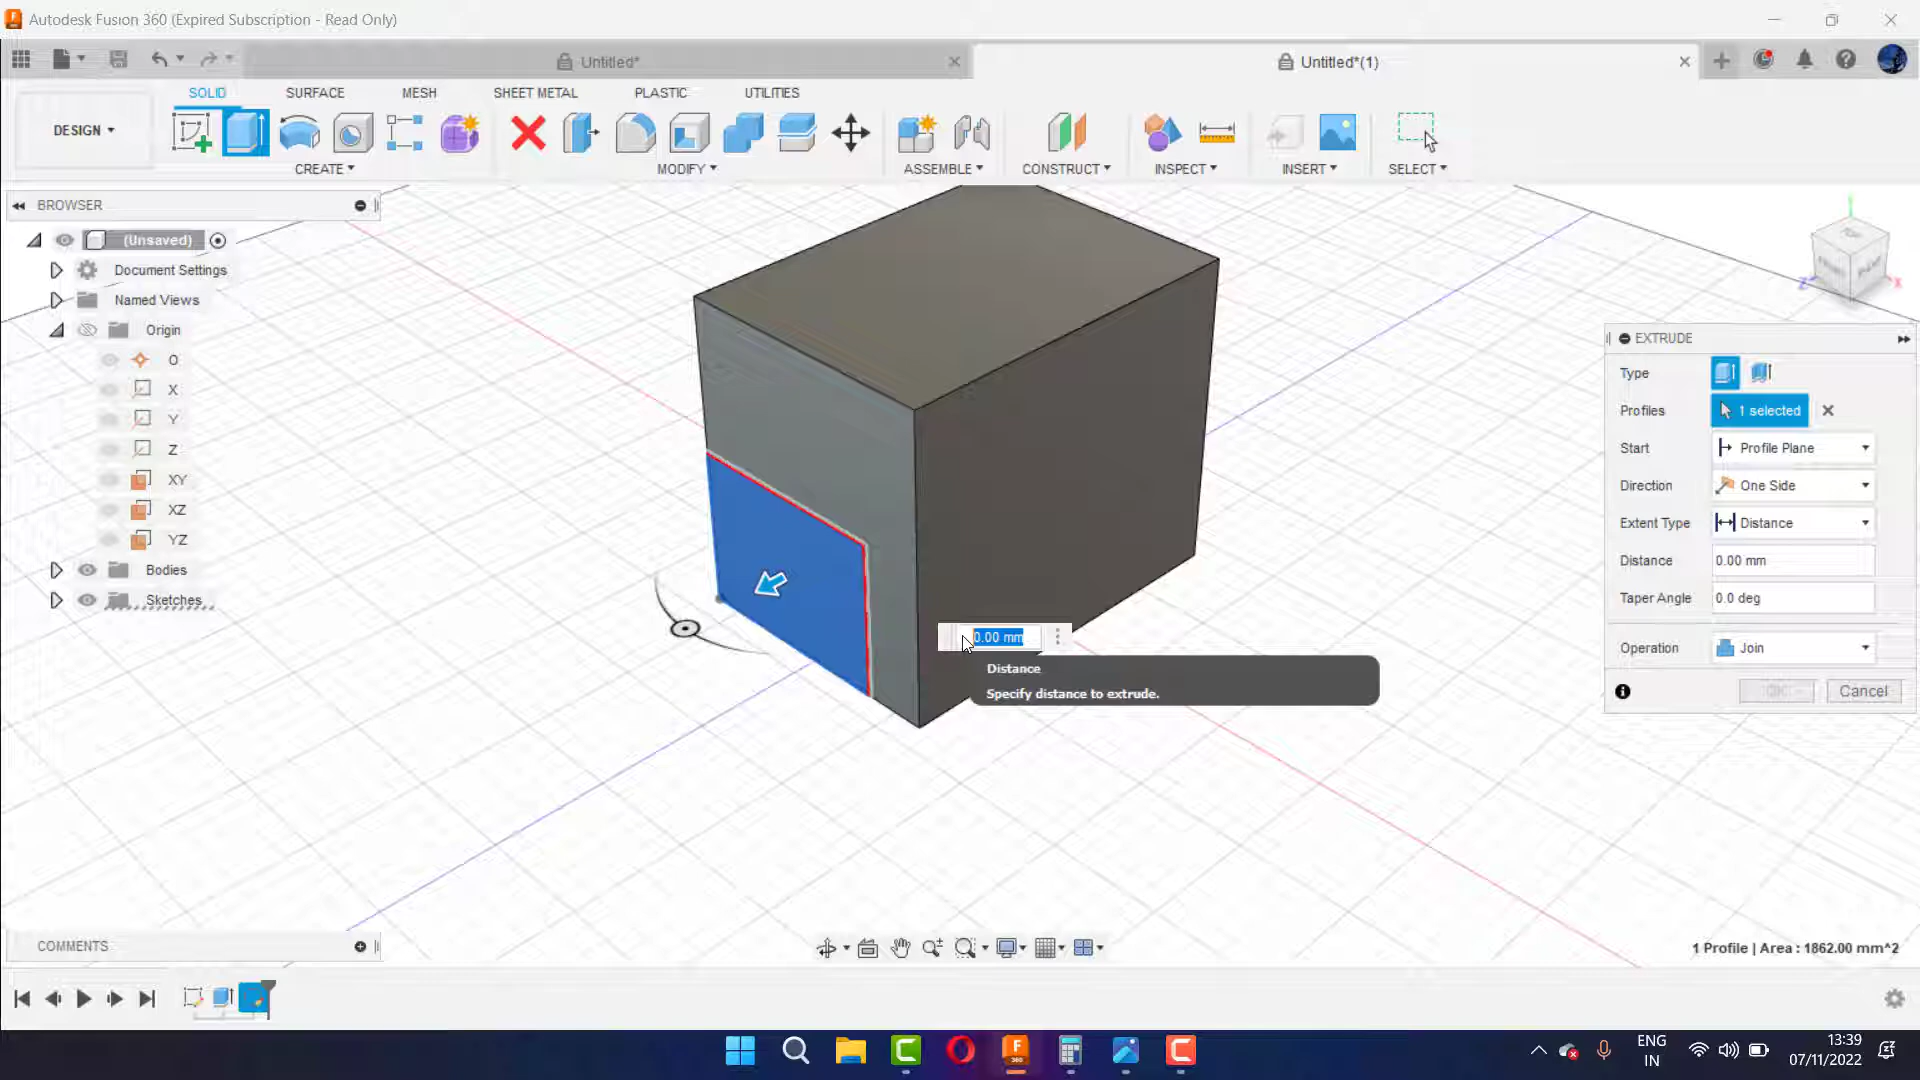 Autodesk Fusion 360 (Expired Subscription - Read Only)
Untitled*
Untitled*(1)
SOLID
SURFACE
MESH
SHEET METAL
PLASTIC
UTILITIES
DESIGN
CREATE
MODIFY
ASSEMBLE
CONSTRUCT
INSPECT
INSERT
SELECT
BROWSER
(Unsaved)
Document Settings
Named Views
Origin
O
X
Y
Z
XY
XZ
YZ
Bodies
Sketches
TOP
Z
X
EXTRUDE
Type
Profiles
1 selected
Start
Profile Plane
Direction
One Side
Extent Type
Distance
Distance
0.00 mm
Taper Angle
0.0 deg
Operation
Join
OK
Cancel
0.00 mm
Distance
Specify distance to extrude.
COMMENTS
1 Profile | Area : 1862.00 mm^2
F
360
ENG
IN
13:39
07/11/2022